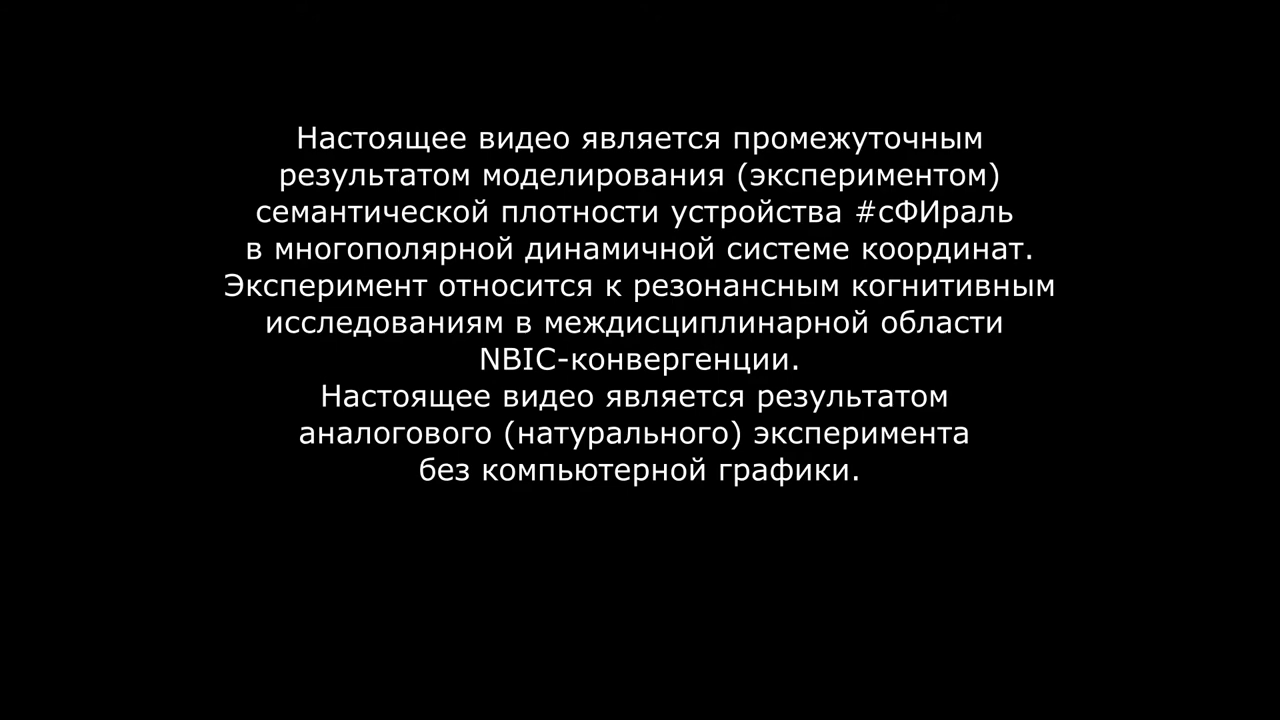 Настоящее видео является промежуточным
результатом моделирования (экспериментом)
семантической плотности устройства #сФИраль
в многополярной динамичной системе координат.
Эксперимент относится к резонансным когнитивным
исследованиям в междисциплинарной области
NBIC-конвергенции.
Настоящее видео является результатом
аналогового (натурального) эксперимента
без компьютерной графики.